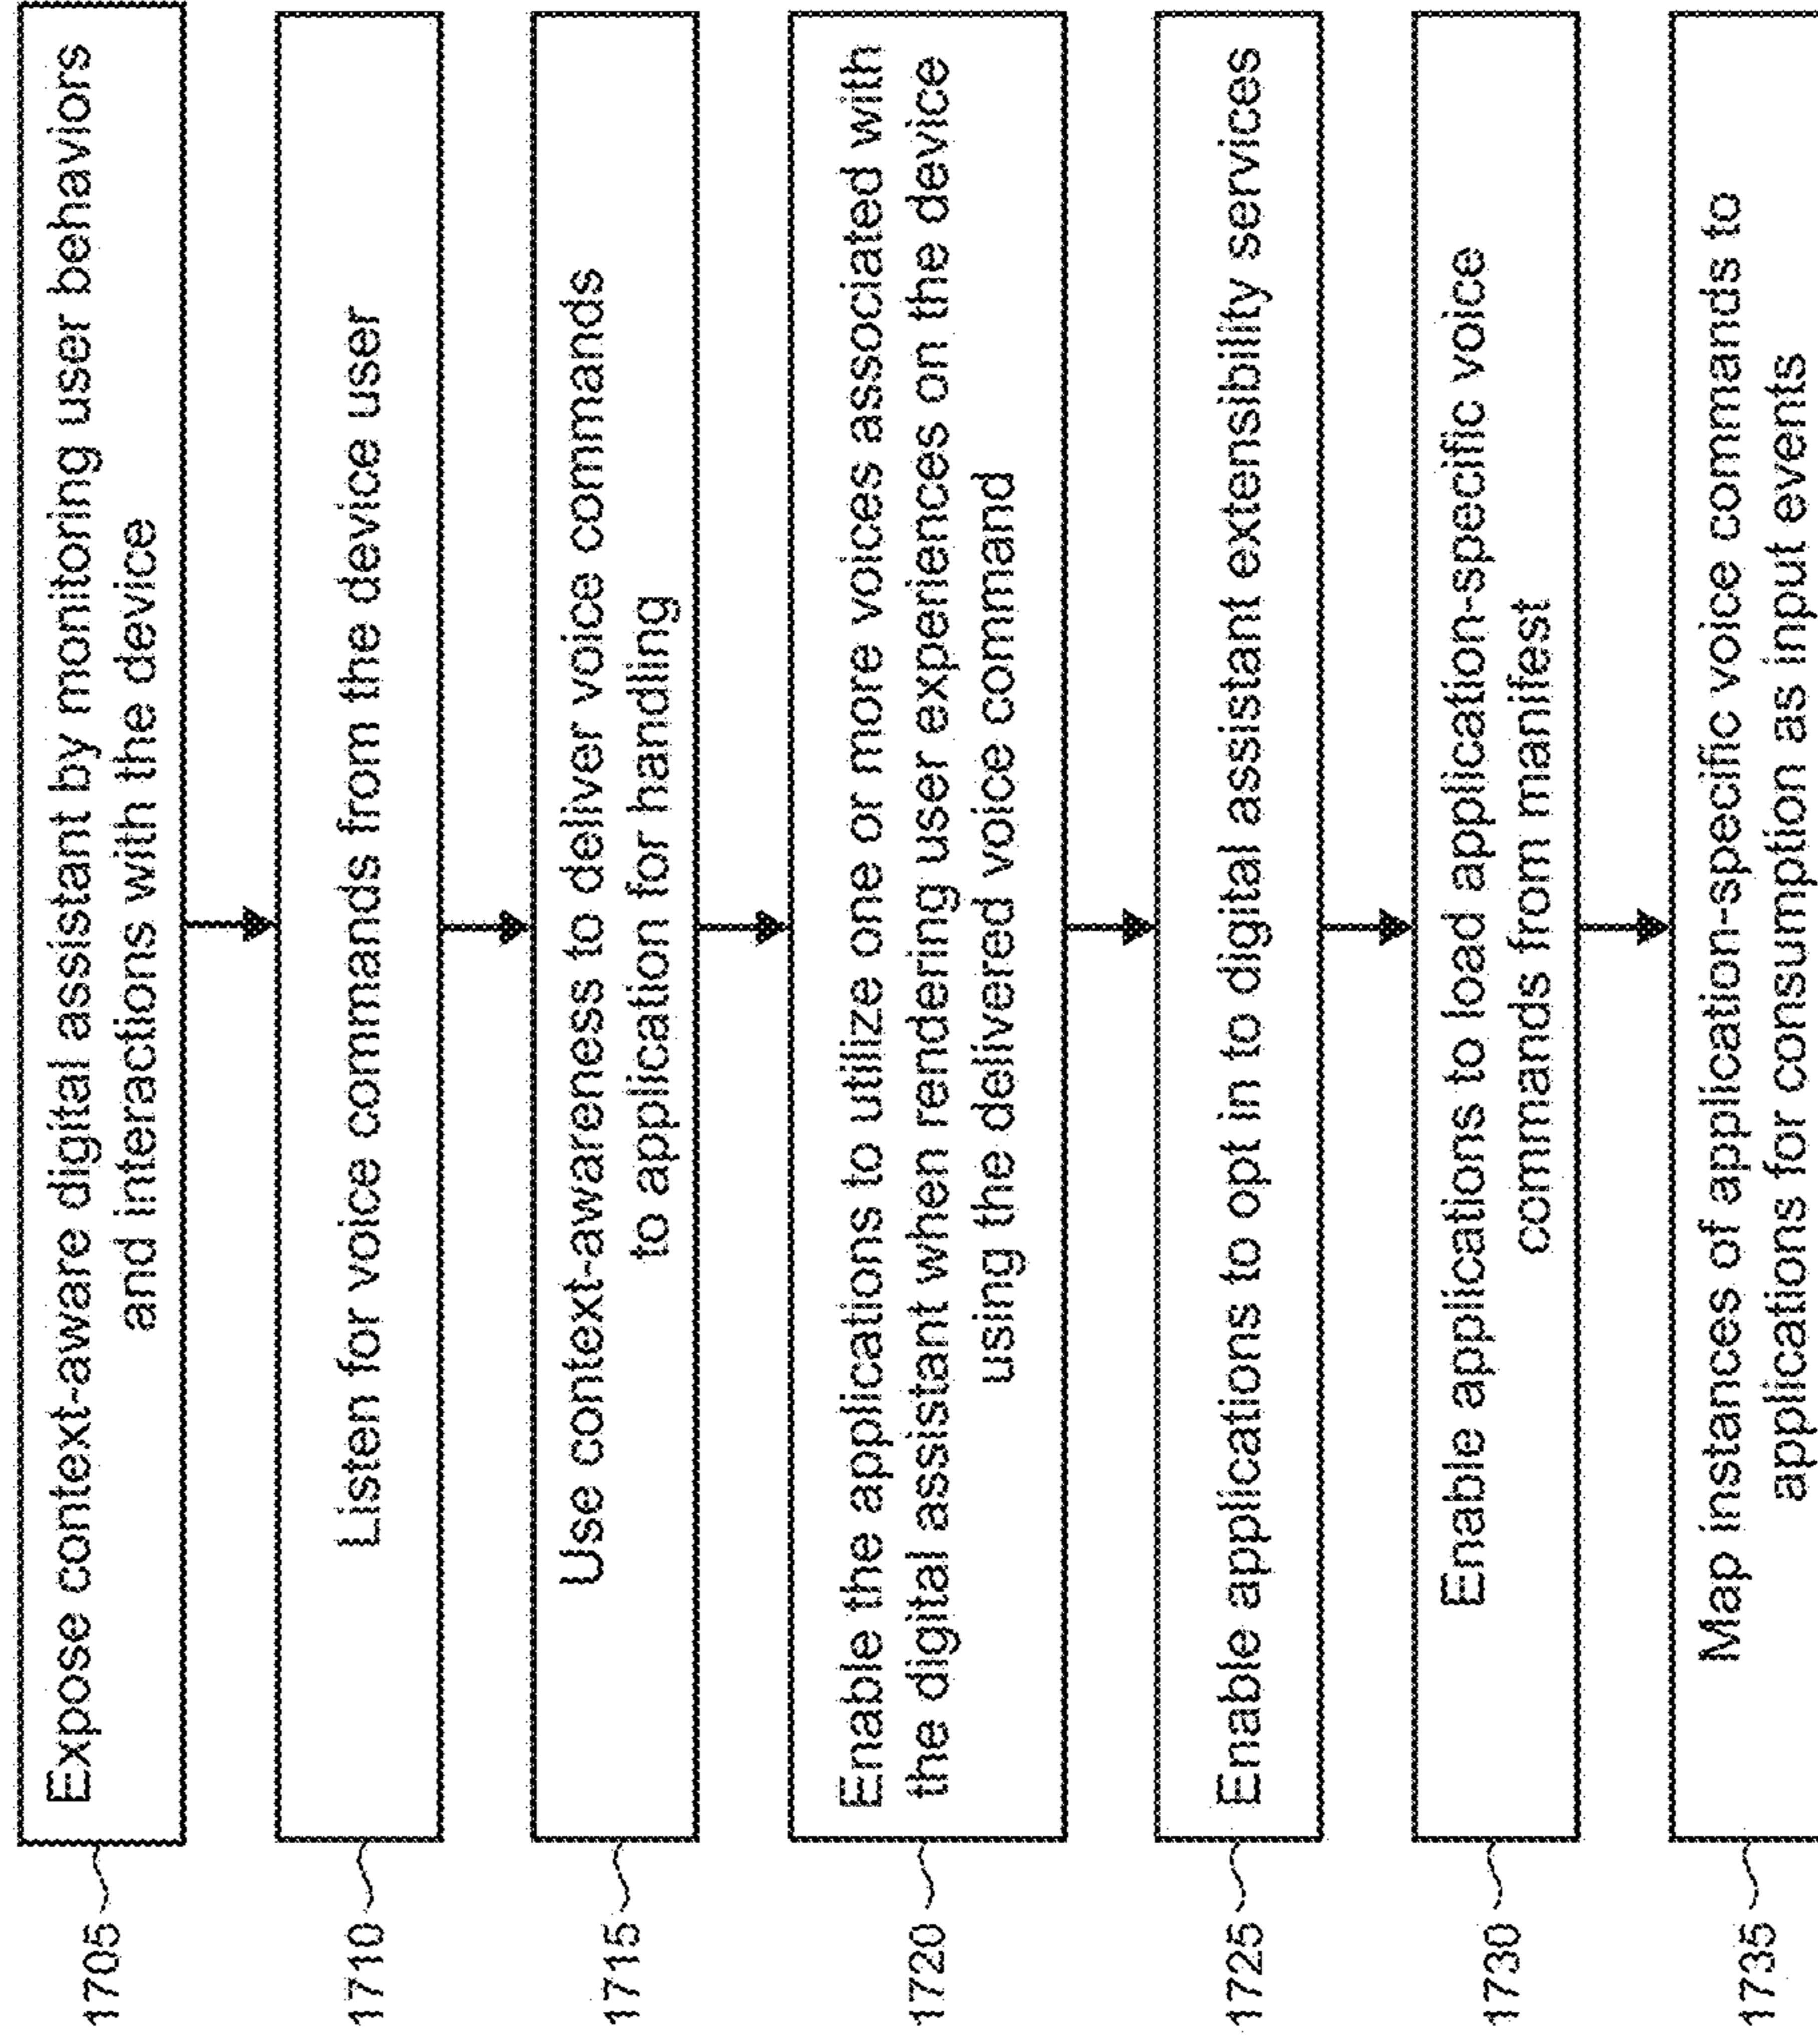 1705
Expose context-aware digital assistant by monitoring user behaviors
and interactions with the device
1710
Listen for voice commands from the device user
1715
Use context-awareness to deliver voice commands
to application for handling
1720
Enable the applications to utilize one or more voices associated with
the digital assistant when rendering user experiences on the device
using the delivered voice command
1725
Enable applications to opt in to digital assistant extensibility services
1730
Enable applications to load application-specific voice
commands from manifest
1735
Map instances of application-specific voice commands to
applications for consumption as input events